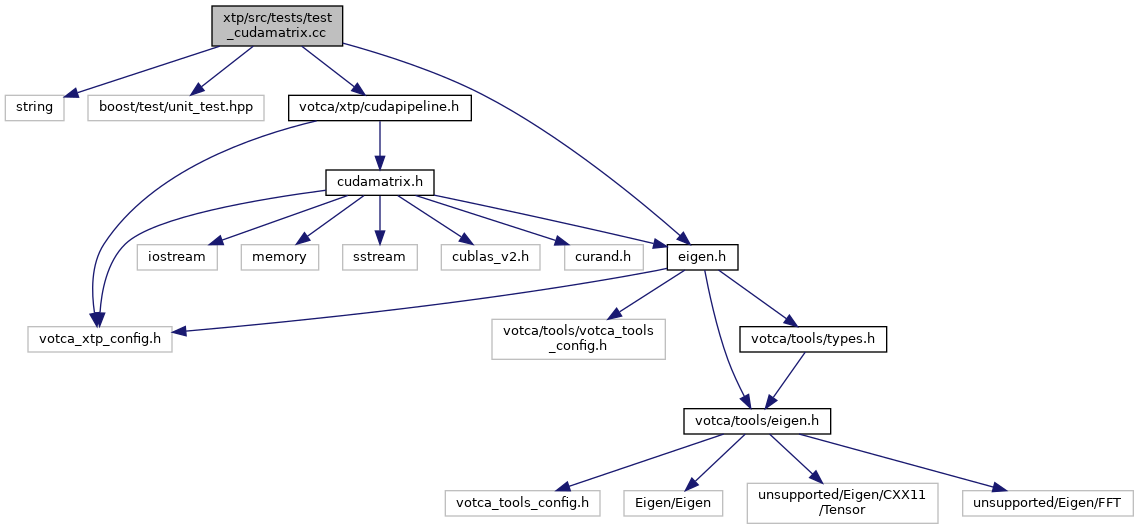 xtp/src/tests/test
_cudamatrix.cc
string
boost/test/unit_test.hpp
votca/xtp/cudapipeline.h
cudamatrix.h
iostream
memory
sstream
cublas_v2.h
curand.h
eigen.h
votca_xtp_config.h
votca/tools/votca_tools
_config.h
votca/tools/types.h
votca/tools/eigen.h
votca_tools_config.h
Eigen/Eigen
unsupported/Eigen/CXX11
/Tensor
unsupported/Eigen/FFT